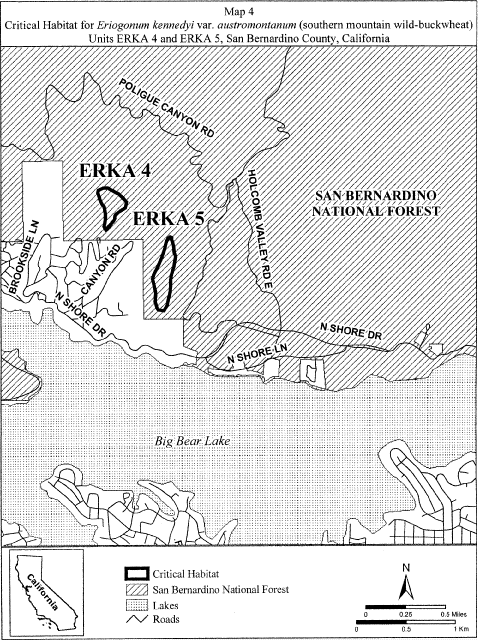 Map 4
Critical Habitat for Eriogonum kennedyi var. austromontanum (southern mountain wild-buckwheat)
Units ERKA 4 and ERKA 5, San Bernardino County, California
POLIGUE CANYON RD
ERKA 4
ERKA 5
HOLCOMB VALLEY RD E
SAN BERNARDINO
NATIONAL FOREST
BROOKSIDE LN
CANYON RD
N SHORE DR
N SHORE DR
N SHORE LN
Big Bear Lake
California
Critical Habitat
San Bernardino National Forest
Lakes
Roads
N
0 0.25 0.5 Miles
0 0.5 1 Km